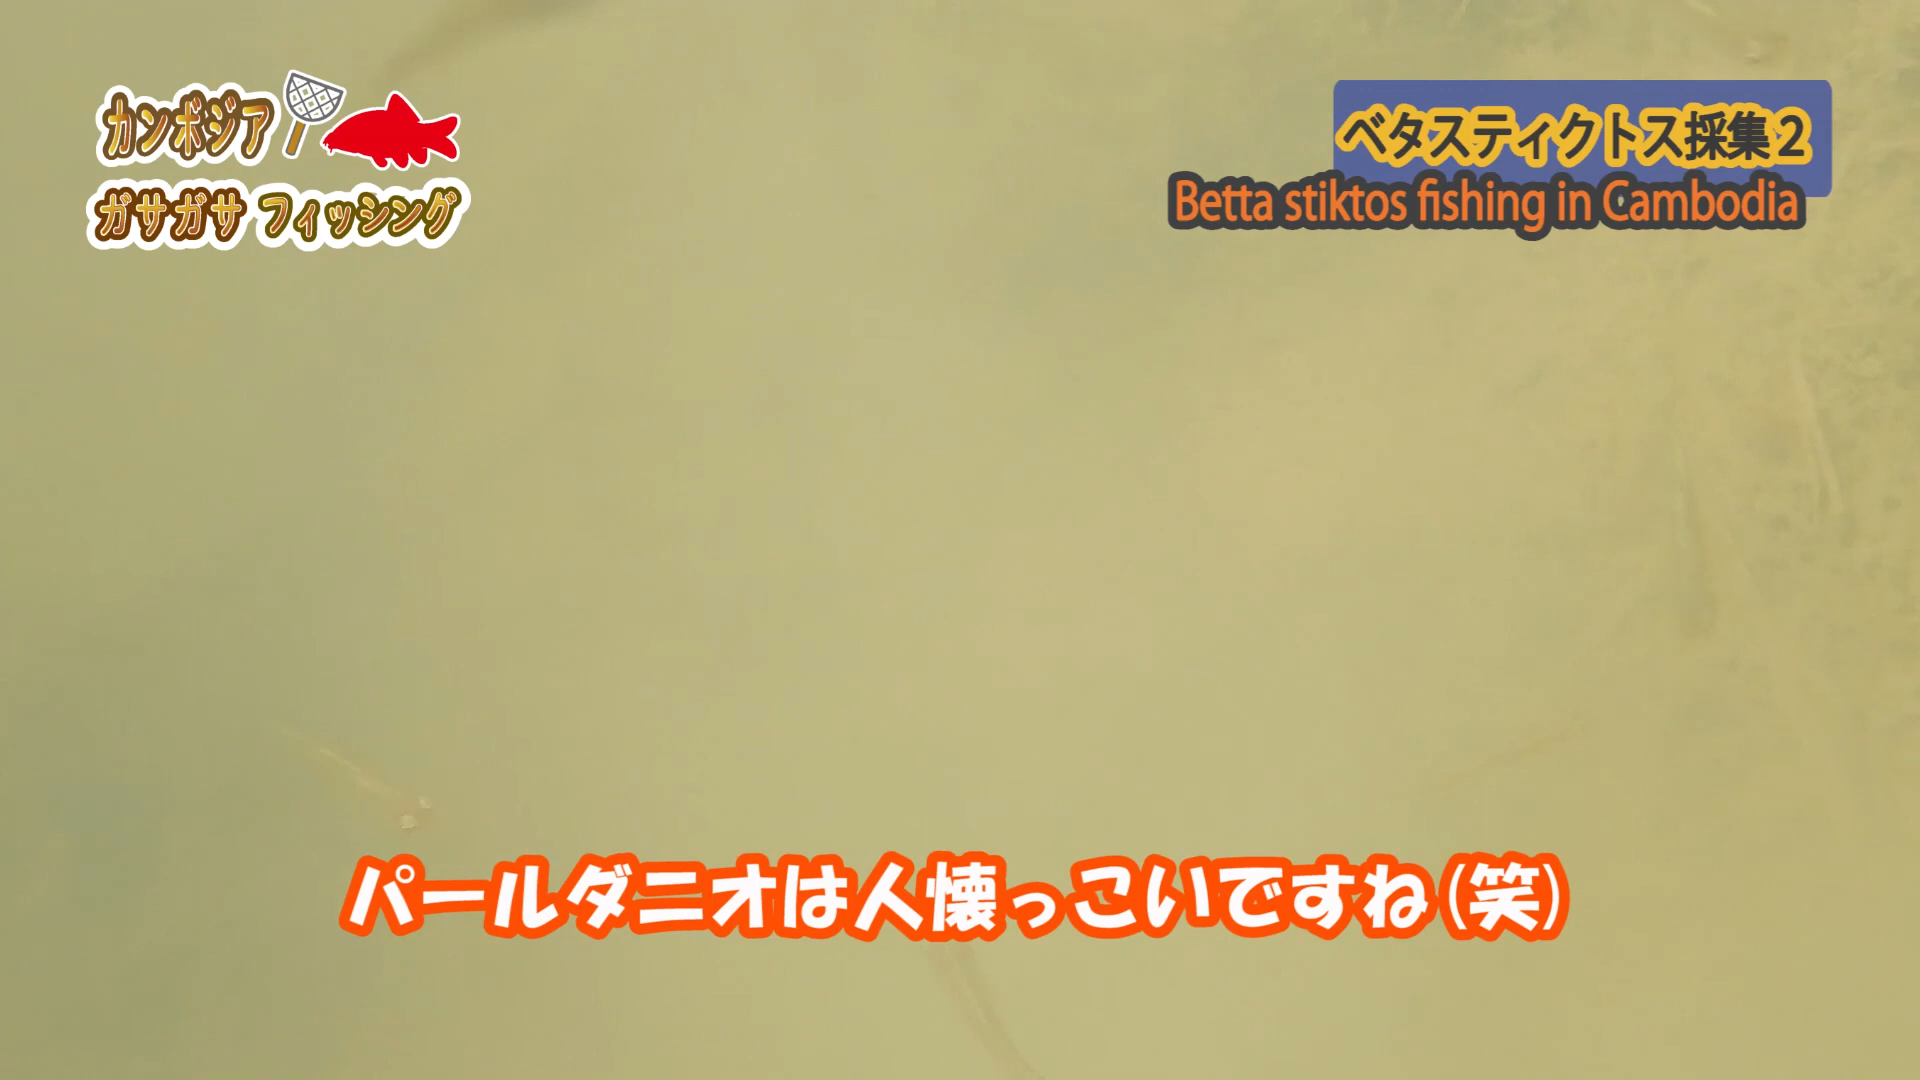 カンボジア
ガサガサ フィッシング
ベタスティクトス採集2
Betta stiktos fishing in Cambodia
パールダニオは人懐っこいですね(笑)